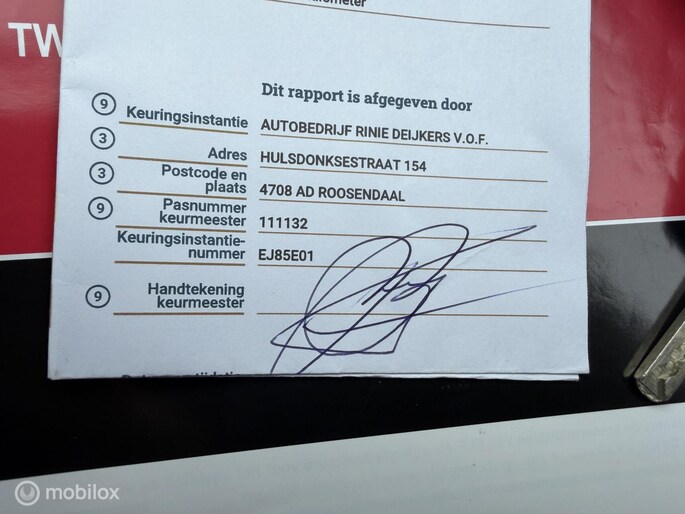 TW
Dit rapport is afgegeven door
9 Keuringsinstantie AUTOBEDRIJF RINIE DEIJKERS V.O.F.
3 Adres HULSDONKSESTRAAT 154
3 Postcode en
plaats 4708 AD ROOSENDAAL
9 Pasnummer
keurmeester 111132
Keuringsinstantie-
nummer EJ85E01
9 Handtekening
keurmeester
mobilox